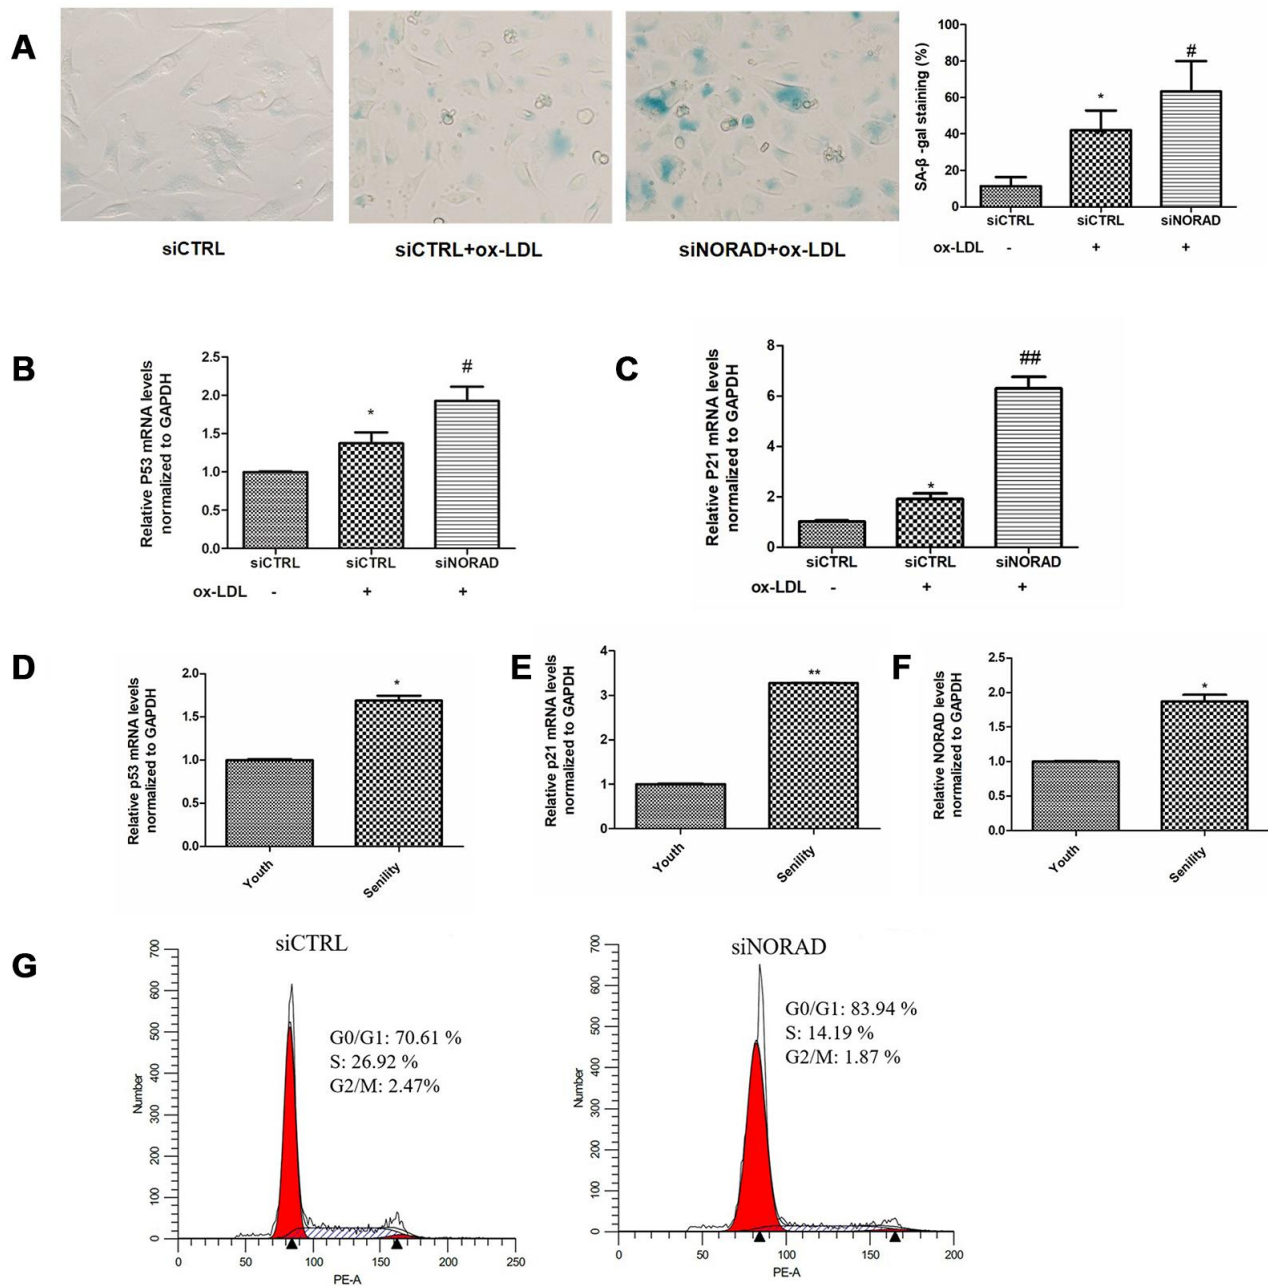 A
siCTRL
siCTRL+ox-LDL
siNORAD+ox-LDL
SA-β -gal staining (%)
100
80
60
40
20
0
*
#
siCTRL siCTRL siNORAD
ox-LDL - + +
B
Relative P53 mRNA levels
normalized to GAPDH
2.5
2.0
1.5
1.0
0.5
0.0
*
#
siCTRL siCTRL siNORAD
ox-LDL - + +
C
Relative P21 mRNA levels
normalized to GAPDH
8
6
4
2
0
*
##
siCTRL siCTRL siNORAD
ox-LDL - + +
D
Relative p53 mRNA levels
normalized to GAPDH
2.0
1.5
1.0
0.5
0.0
*
Youth Senility
E
Relative p21 mRNA levels
normalized to GAPDH
4
3
2
1
0
**
Youth Senility
F
Relative NORAD levels
normalized to GAPDH
2.5
2.0
1.5
1.0
0.5
0.0
*
Youth Senility
G
siCTRL
G0/G1: 70.61 %
S: 26.92 %
G2/M: 2.47%
Number
700
600
500
400
300
200
100
0
0 50 100 150 200 250
PE-A
siNORAD
G0/G1: 83.94 %
S: 14.19 %
G2/M: 1.87 %
Number
700
600
500
400
300
200
100
0
0 50 100 150 200
PE-A